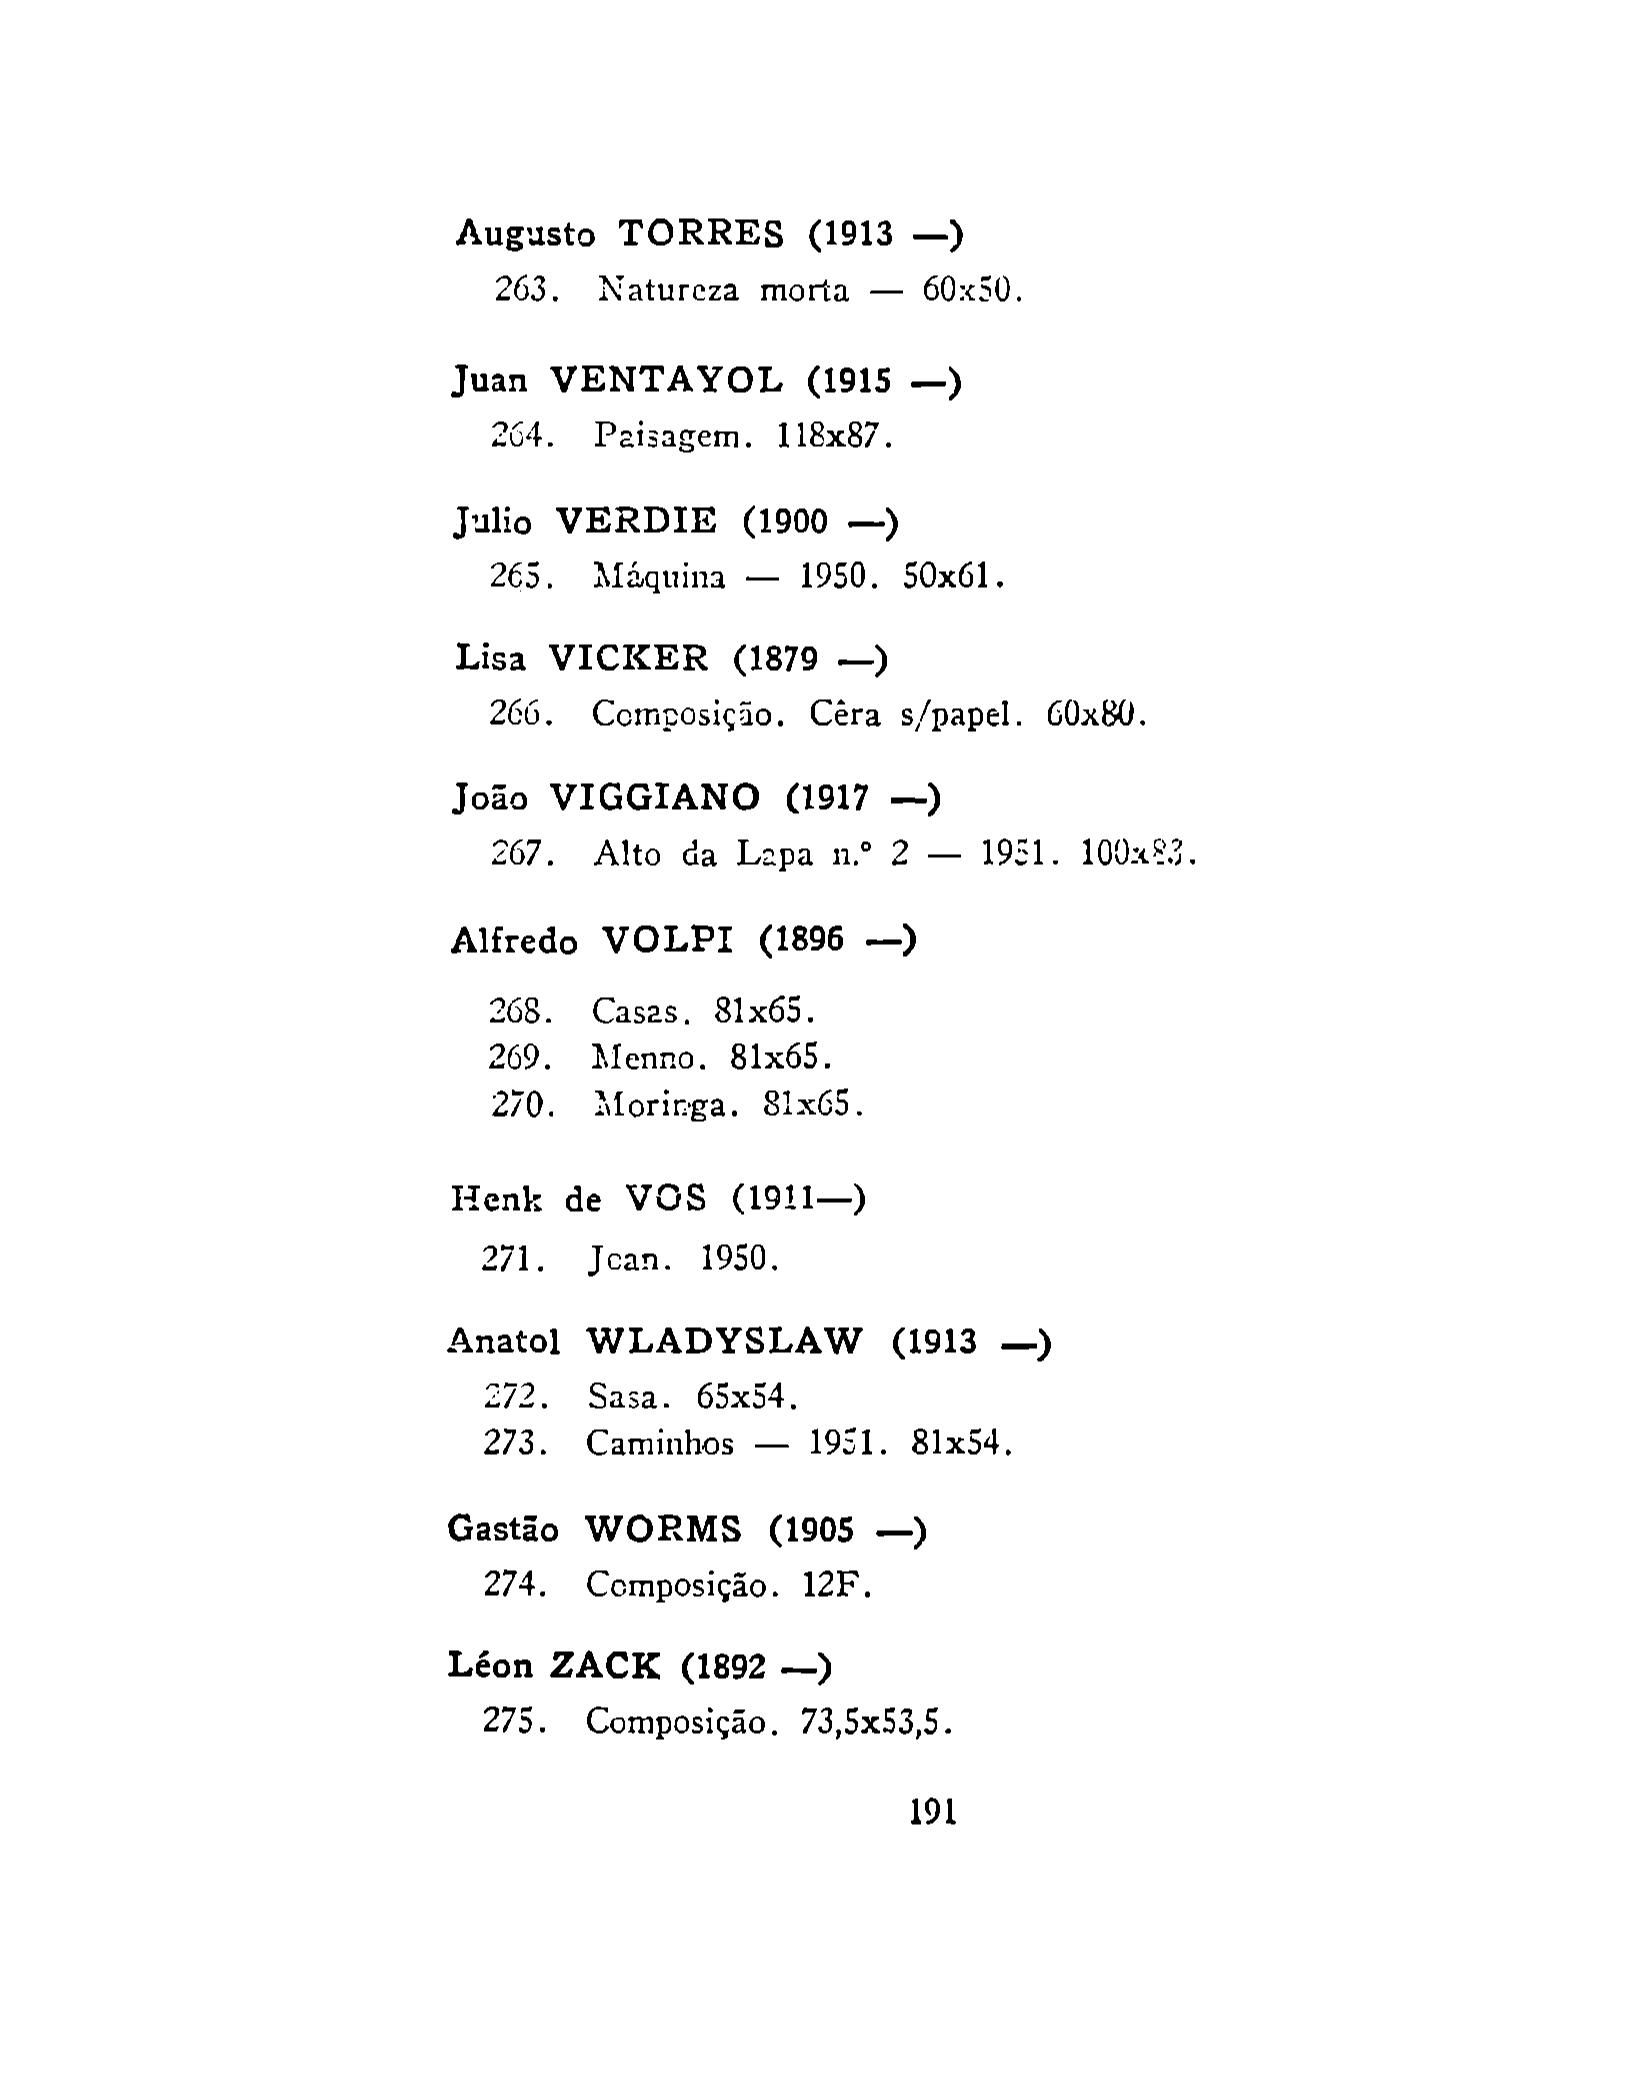 Augusto TORRES (1913 —)
263. Natureza morta — 60x50.
Juan VENTAYOL (1915 —)
264. Paisagem. 118x87.
Julio VERDIE (1900 —)
265. Máquina — 1950. 50x61.
Lisa VICKER (1879 —)
266. Composição. Cêra s/papel. 60x80.
João VIGGIANO (1917 —)
267. Alto da Lapa n.º 2 — 1951. 100x83.
Alfredo VOLPI (1896 —)
268. Casas. 81x65.
269. Menno. 81x65.
270. Moringa. 81x65.
Henk de VOS (1911—)
271. Jean. 1950.
Anatol WLADYSLAW (1913 —)
272. Sasa. 65x54.
273. Caminhos — 1951. 81x54.
Gastão WORMS (1905 —)
274. Composição. 12F.
Léon ZACK (1892 —)
275. Composição. 73,5x53,5.
191